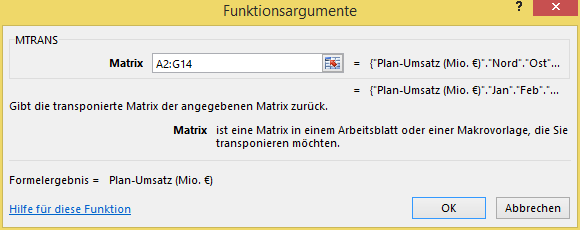 Funktionsargumente
?
MTRANS
Matrix A2:G14 = {"Plan-Umsatz (Mio. €)"."Nord"."Ost"...
= {"Plan-Umsatz (Mio. €)"."Jan"."Feb"."...
Gibt die transponierte Matrix der angegebenen Matrix zurück.
Matrix ist eine Matrix in einem Arbeitsblatt oder einer Makrovorlage, die Sie
transponieren möchten.
Formelergebnis = Plan-Umsatz (Mio. €)
Hilfe für diese Funktion OK Abbrechen